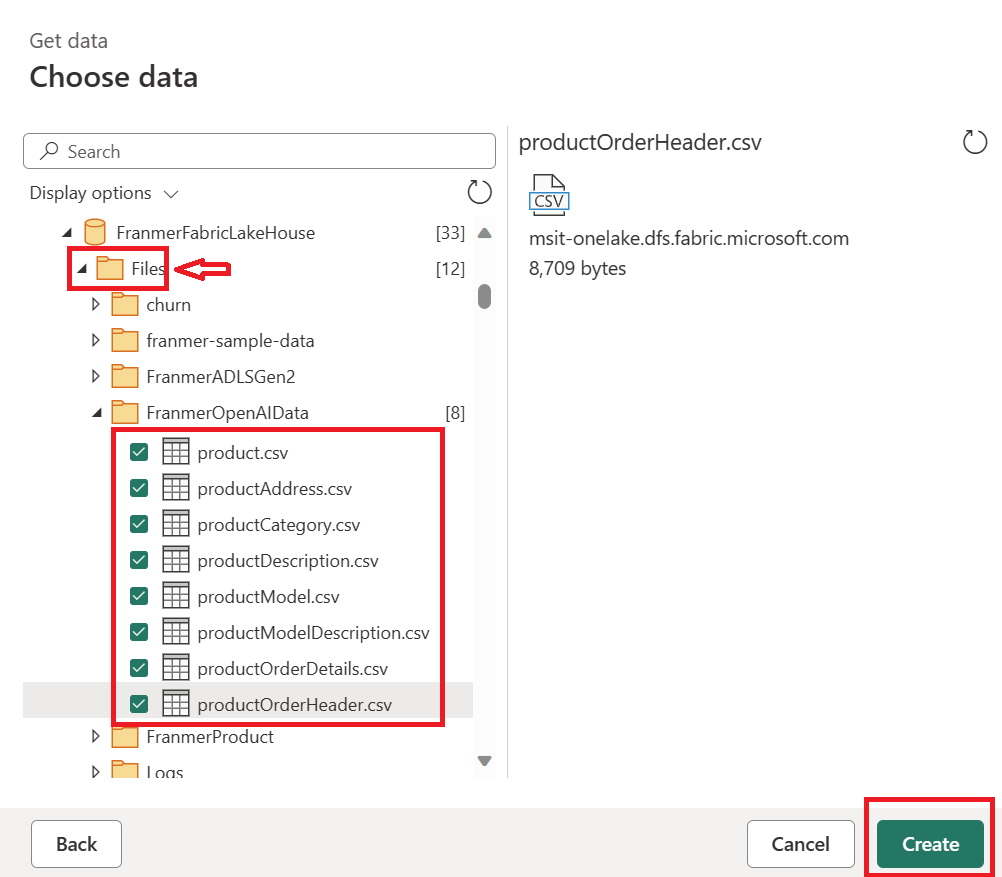 Get data
Choose data
Search
Display options
FranmerFabricLakeHouse [33]
Files [12]
churn
franmer-sample-data
FranmerADLSGen2
FranmerOpenAIData [8]
product.csv
productAddress.csv
productCategory.csv
productDescription.csv
productModel.csv
productModelDescription.csv
productOrderDetails.csv
productOrderHeader.csv
FranmerProduct
Logs
productOrderHeader.csv
CSV
msit-onelake.dfs.fabric.microsoft.com
8,709 bytes
Back
Cancel
Create